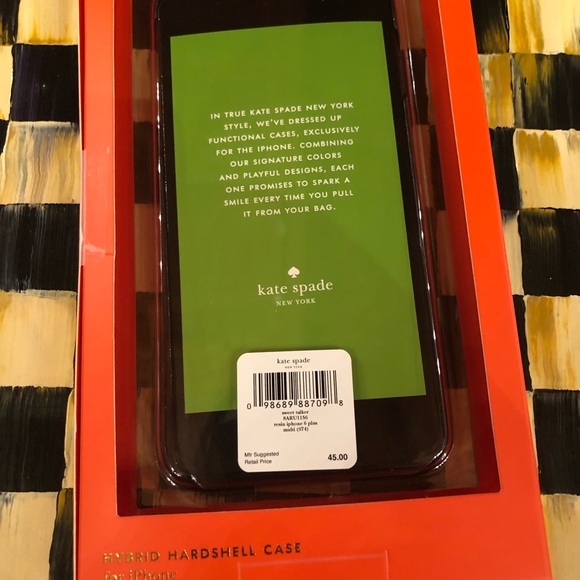 IN TRUE KATE SPADE NEW YORK
STYLE, WE'VE DRESSED UP
FUNCTIONAL CASES, EXCLUSIVELY
FOR THE IPHONE. COMBINING
OUR SIGNATURE COLORS
AND PLAYFUL DESIGNS, EACH
ONE PROMISES TO SPARK A
SMILE EVERY TIME YOU PULL
IT FROM YOUR BAG.
kate spade
NEW YORK
kate spade
NEW YORK
0 98689 88709 8
sweet talker
8ARU1156
resin iphone 6 plus
multi (974)
Mfr Suggested
Retail Price
45.00
HYBRID HARDSHELL CASE
for iPhone